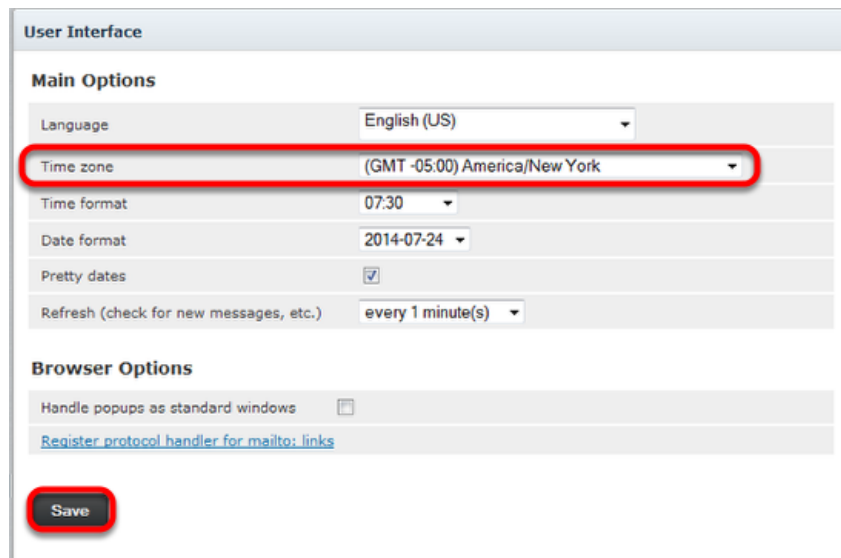 User Interface
Main Options
Language English (US)
Time zone (GMT -05:00) America/New York
Time format 07:30
Date format 2014-07-24
Pretty dates
Refresh (check for new messages, etc.) every 1 minute(s)
Browser Options
Handle popups as standard windows
Register protocol handler for mailto: links
Save